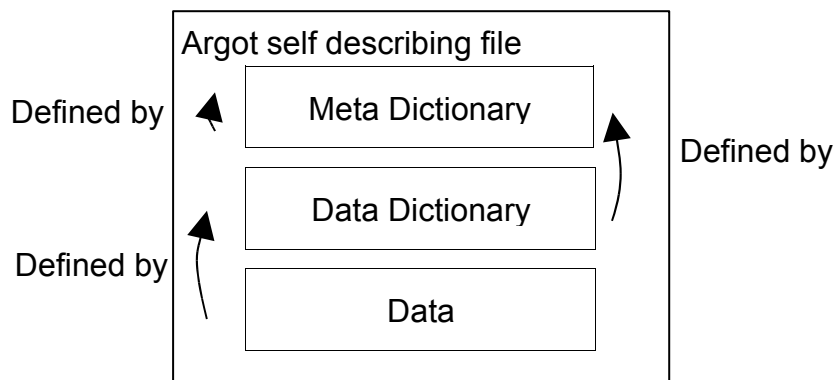 Argot self describing file
Meta Dictionary
Defined by
Defined by
Data Dictionary
Defined by
Data